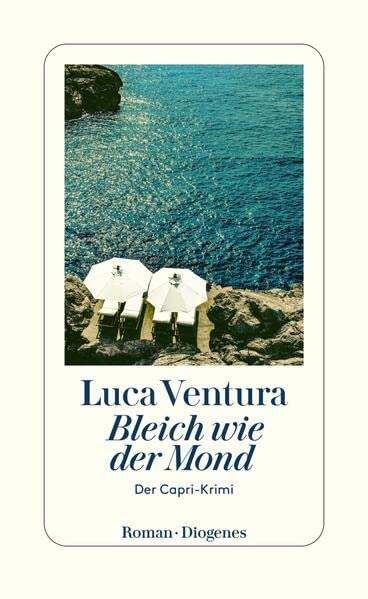 Luca Ventura
Bleich wie
der Mond
Der Capri-Krimi
Roman · Diogenes